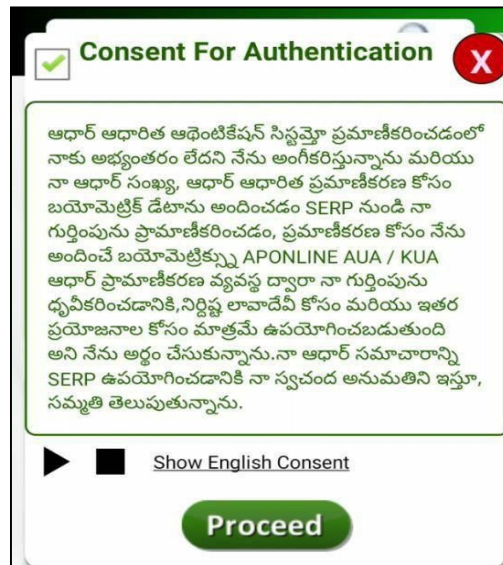 Consent For Authentication
X
ఆధార్ ఆధారిత ఆథెంటికేషన్ సిస్టమ్తో ప్రమాణీకరించడంలో
నాకు అభ్యంతరం లేదని నేను అంగీకరిస్తున్నాను మరియు
నా ఆధార్ సంఖ్య, ఆధార్ ఆధారిత ప్రమాణీకరణ కోసం
బయోమెట్రిక్ డేటాను అందించడం SERP నుండి నా
గుర్తింపును ప్రామాణీకరించడం, ప్రమాణీకరణ కోసం నేను
అందించే బయోమెట్రిక్స్ను APONLINE AUA / KUA
ఆధార్ ప్రామాణీకరణ వ్యవస్థ ద్వారా నా గుర్తింపును
ధృవీకరించడానికి,నిర్దిష్ట లావాదేవీ కోసం మరియు ఇతర
ప్రయోజనాల కోసం మాత్రమే ఉపయోగించబడుతుంది
అని నేను అర్థం చేసుకున్నాను.నా ఆధార్ సమాచారాన్ని
SERP ఉపయోగించడానికి నా స్వచంద అనుమతిని ఇస్తూ,
సమ్మతి తెలుపుతున్నాను.
Show English Consent
Proceed